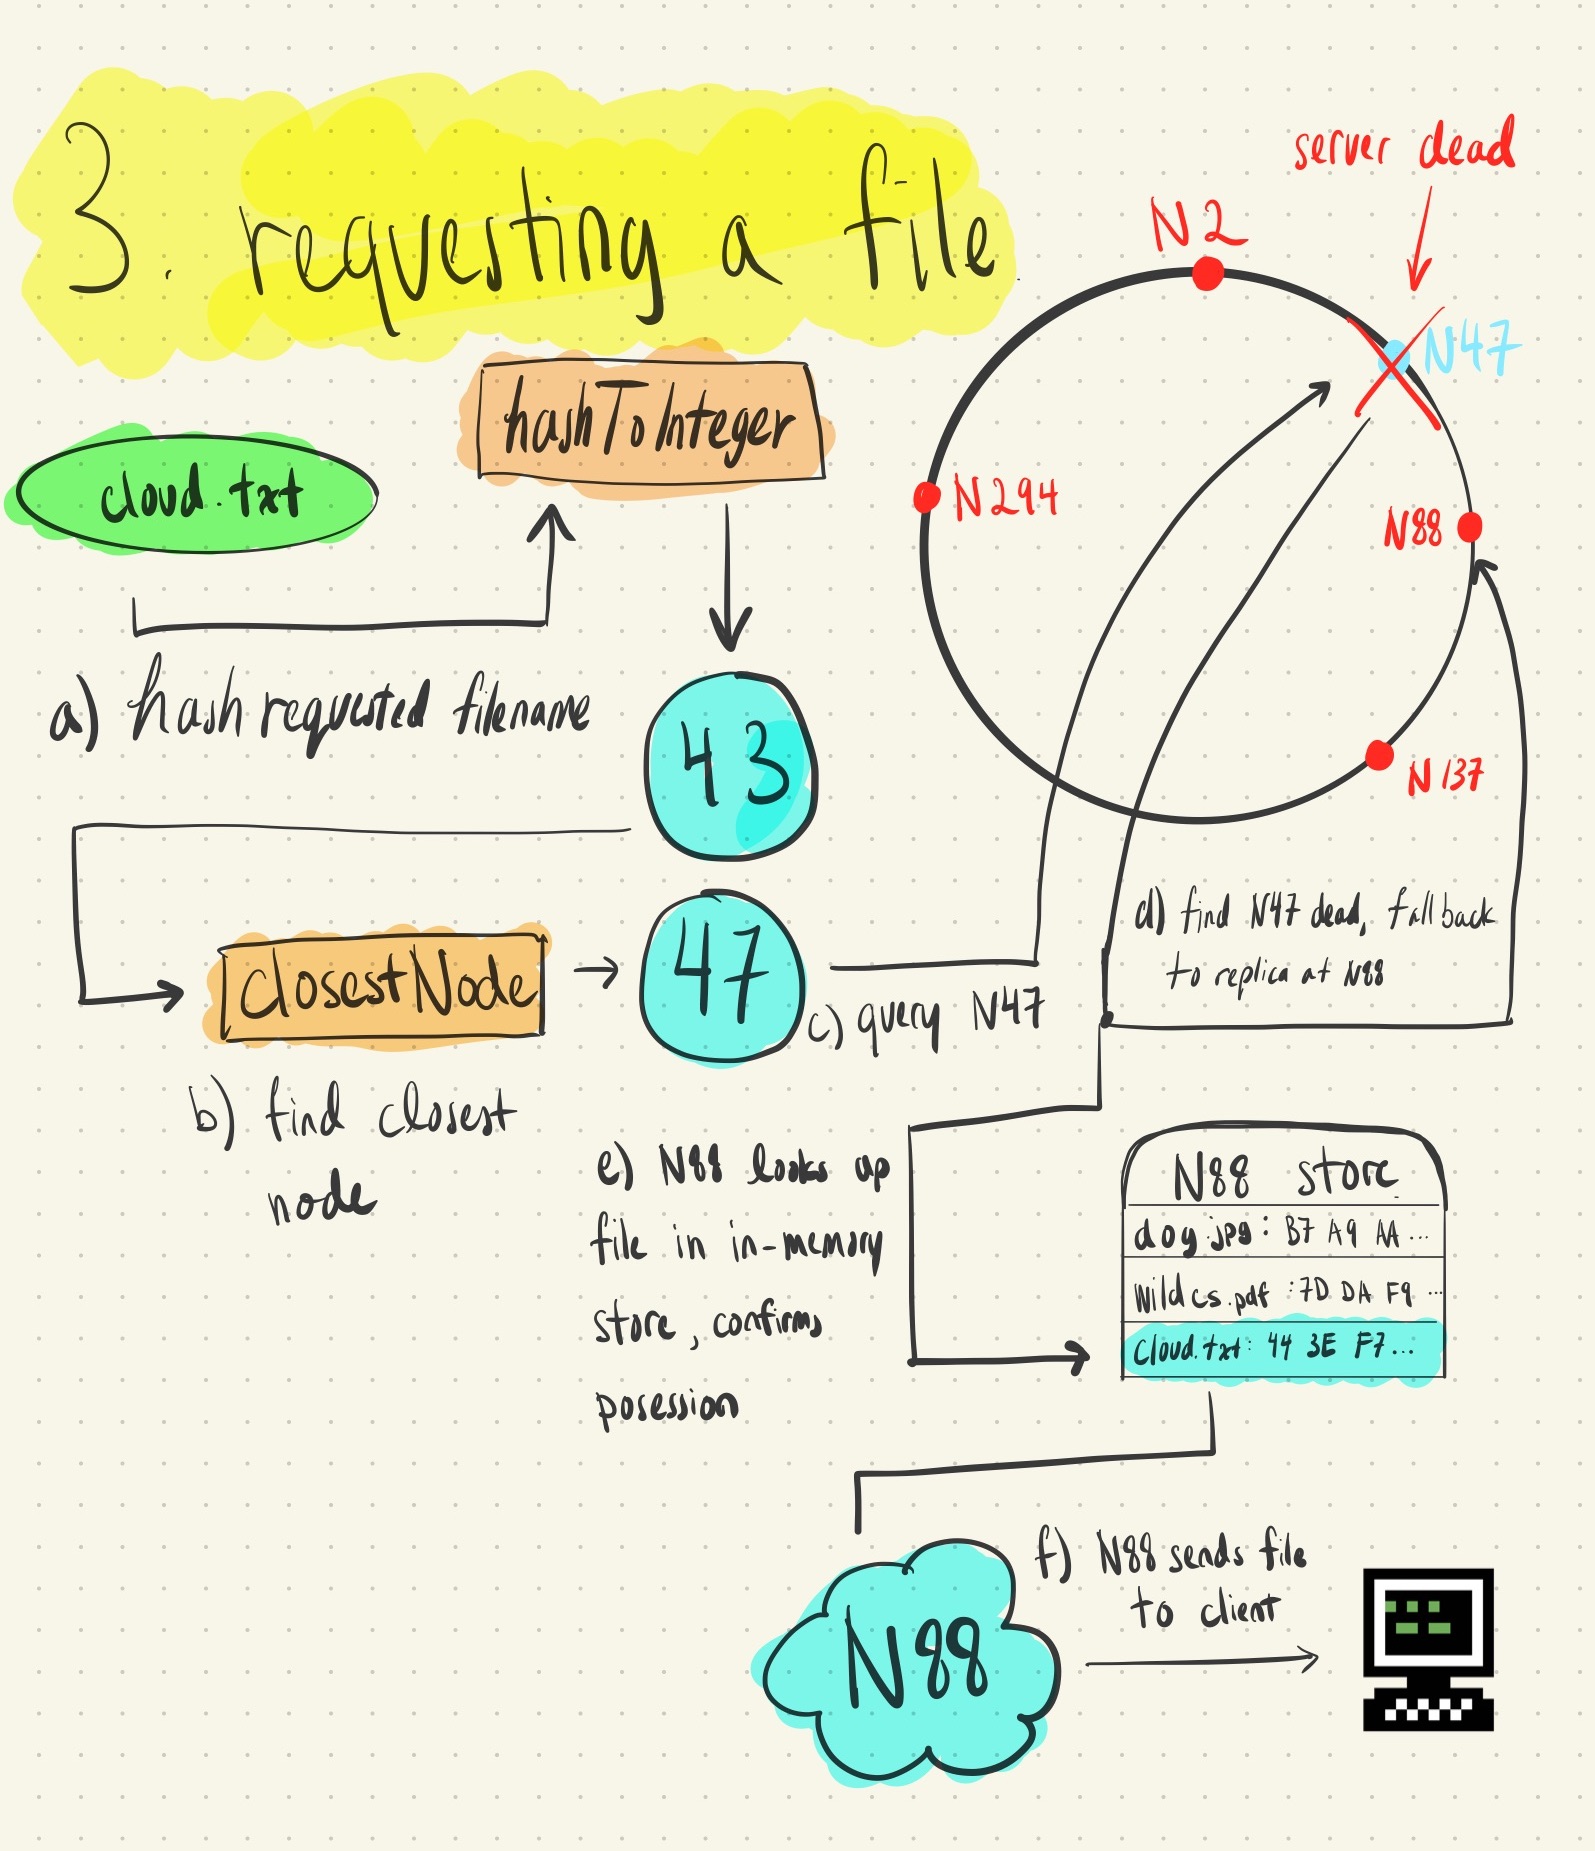 3. requesting a file
server dead
N2
N47
hashToInteger
cloud.txt
N294
N88
a) hash requested filename
43
N137
d) find N47 dead, fall back
to replica at N88
closestNode
47
c) query N47
b) find closest
node
e) N88 looks up
file in in-memory
store, confirms
posession
N88 store
dog.jpg: B7 A9 AA...
wildcs.pdf :7D DA F9 ...
cloud.txt: 44 3E F7...
f) N88 sends file
to client
N88